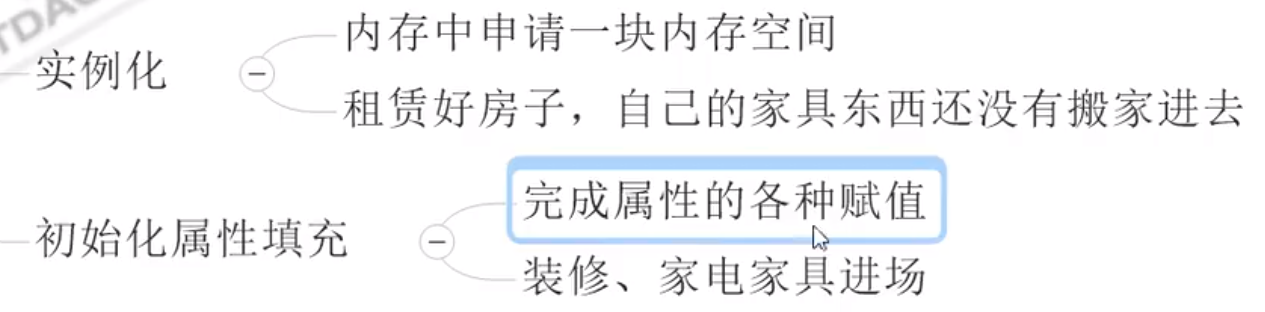 TDAC
实例化
内存中申请一块内存空间
租赁好房子，自己的家具东西还没有搬家进去
初始化属性填充
完成属性的各种赋值
装修、家电家具进场